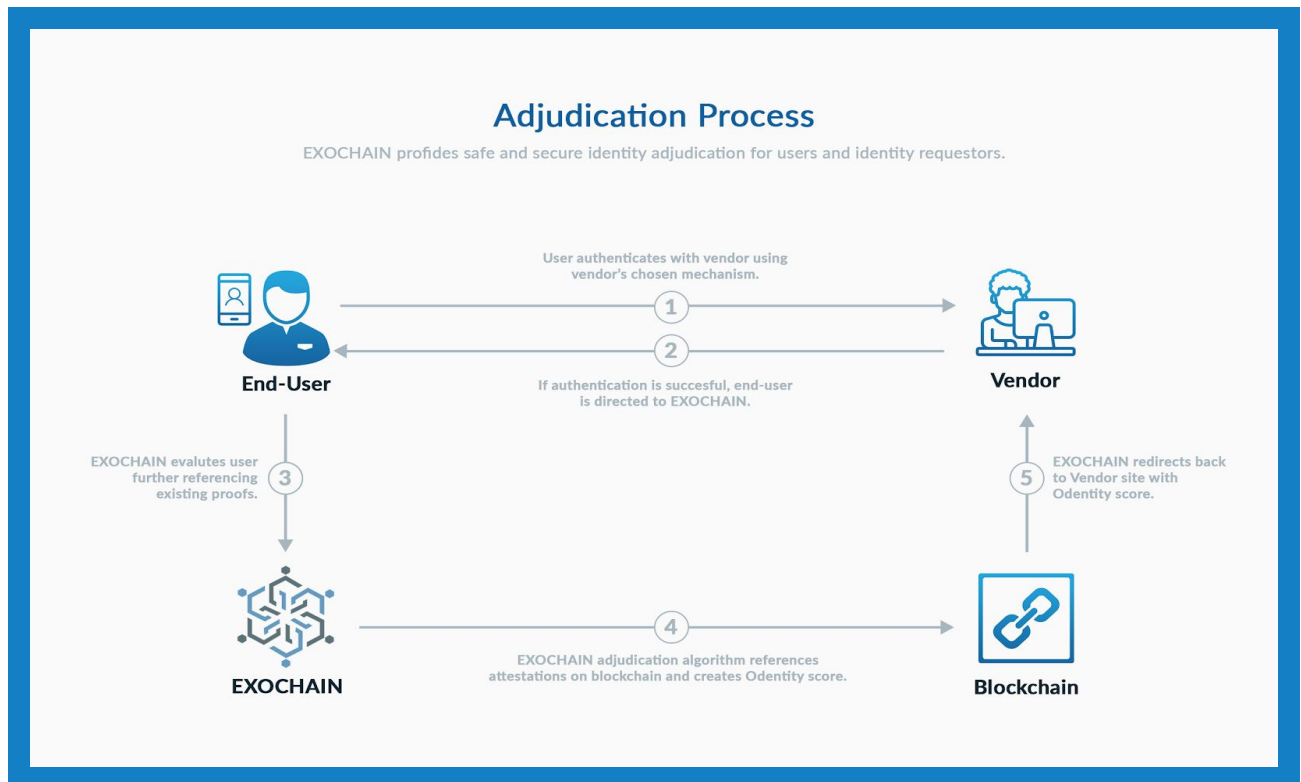 Adjudication Process
EXOCHAIN profides safe and secure identity adjudication for users and identity requestors.
User authenticates with vendor using
vendor's chosen mechanism.
1
2
End-User
Vendor
If authentication is succesful, end-user
is directed to EXOCHAIN.
EXOCHAIN evalutes user
further referencing
existing proofs.
3
5
EXOCHAIN redirects back
to Vendor site with
Odentity score.
4
EXOCHAIN adjudication algorithm references
attestations on blockchain and creates Odentity score.
EXOCHAIN
Blockchain